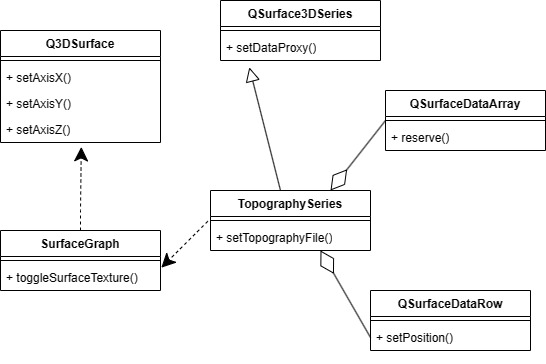 QSurface3DSeries
+ setDataProxy()
Q3DSurface
+ setAxisX()
+ setAxisY()
+ setAxisZ()
QSurfaceDataArray
+ reserve()
TopographySeries
+ setTopographyFile()
SurfaceGraph
+ toggleSurfaceTexture()
QSurfaceDataRow
+ setPosition()